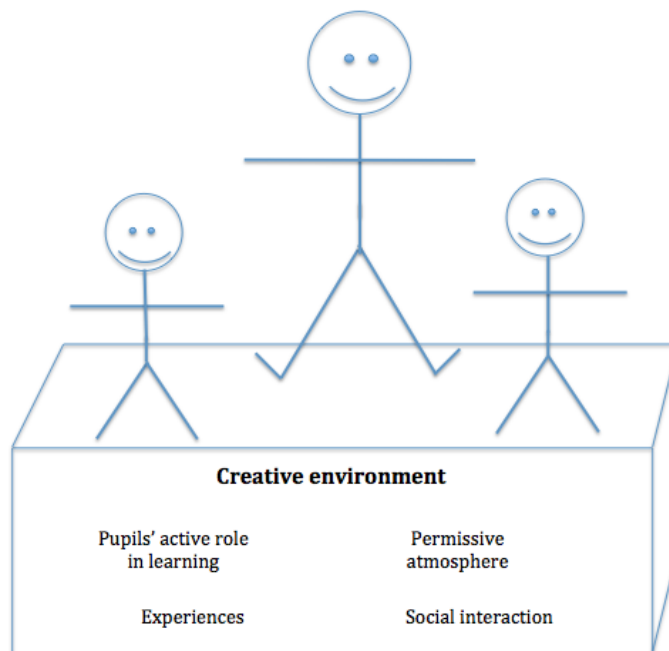 Creative environment
Pupils’ active role
in learning
Permissive
atmosphere
Experiences
Social interaction